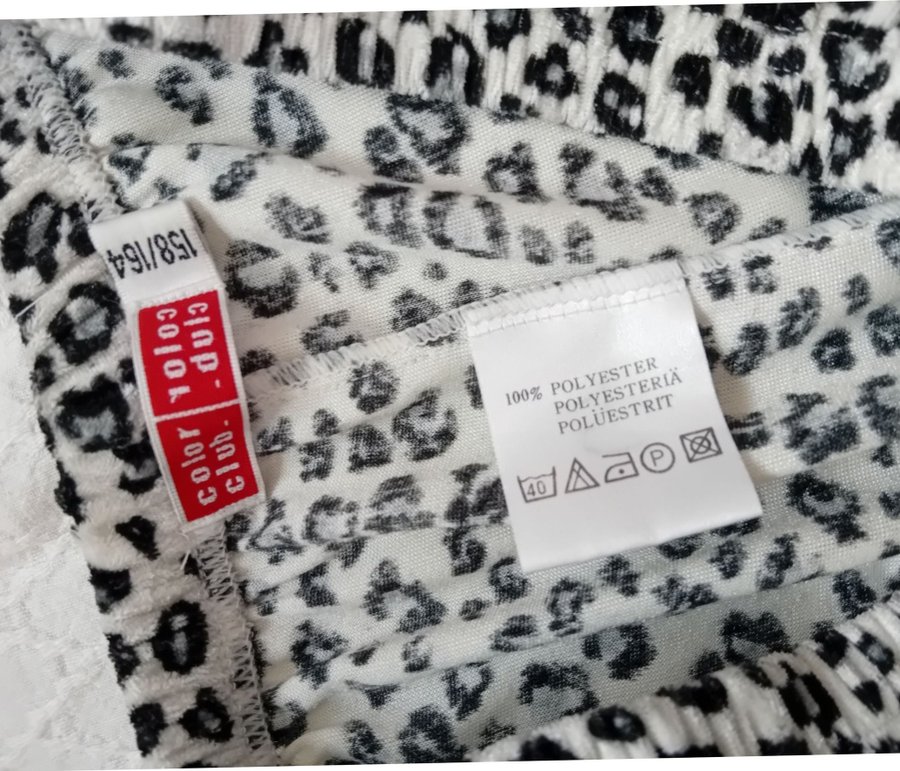 158/164
color
club.
color
club.
100% POLYESTER
POLYESTERIÄ
POLÜESTRIT
40 P